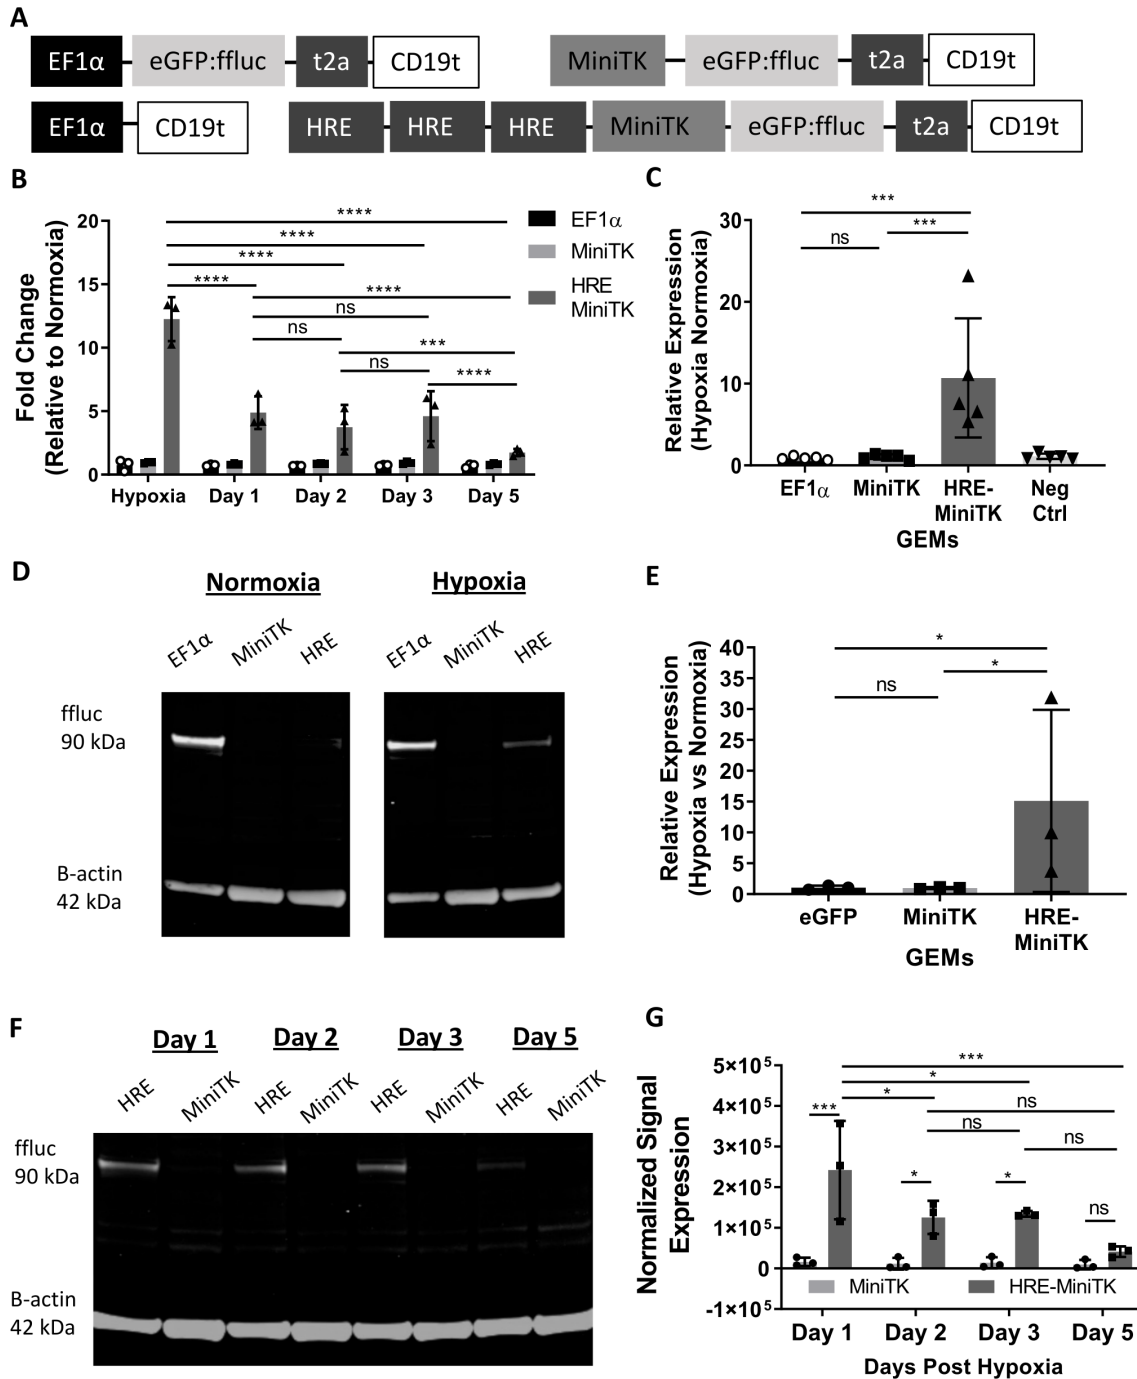 A
EF1α eGFP:ffluc t2a CD19t MiniTK eGFP:ffluc t2a CD19t
EF1α CD19t HRE HRE HRE MiniTK eGFP:ffluc t2a CD19t
B
Fold Change
(Relative to Normoxia)
20
15
10
5
0
****
****
****
****
****
ns
ns
***
ns
****
EF1α
MiniTK
HRE
MiniTK
Hypoxia Day 1 Day 2 Day 3 Day 5
C
Relative Expression
(Hypoxia Normoxia)
30
20
10
0
***
***
ns
EF1α MiniTK HRE-
MiniTK Neg
Ctrl
GEMs
D
Normoxia Hypoxia
EF1α MiniTK HRE EF1α MiniTK HRE
ffluc
90 kDa
B-actin
42 kDa
E
Relative Expression
(Hypoxia vs Normoxia)
40
35
30
25
20
15
10
5
0
*
*
ns
eGFP MiniTK HRE-
MiniTK
GEMs
F
Day 1 Day 2 Day 3 Day 5
HRE MiniTK HRE MiniTK HRE MiniTK HRE MiniTK
ffluc
90 kDa
B-actin
42 kDa
G
Normalized Signal
Expression
5×10⁵
4×10⁵
3×10⁵
2×10⁵
1×10⁵
0
-1×10⁵
***
*
*
ns
***
ns
ns
*
*
ns
MiniTK HRE-MiniTK
Day 1 Day 2 Day 3 Day 5
Days Post Hypoxia